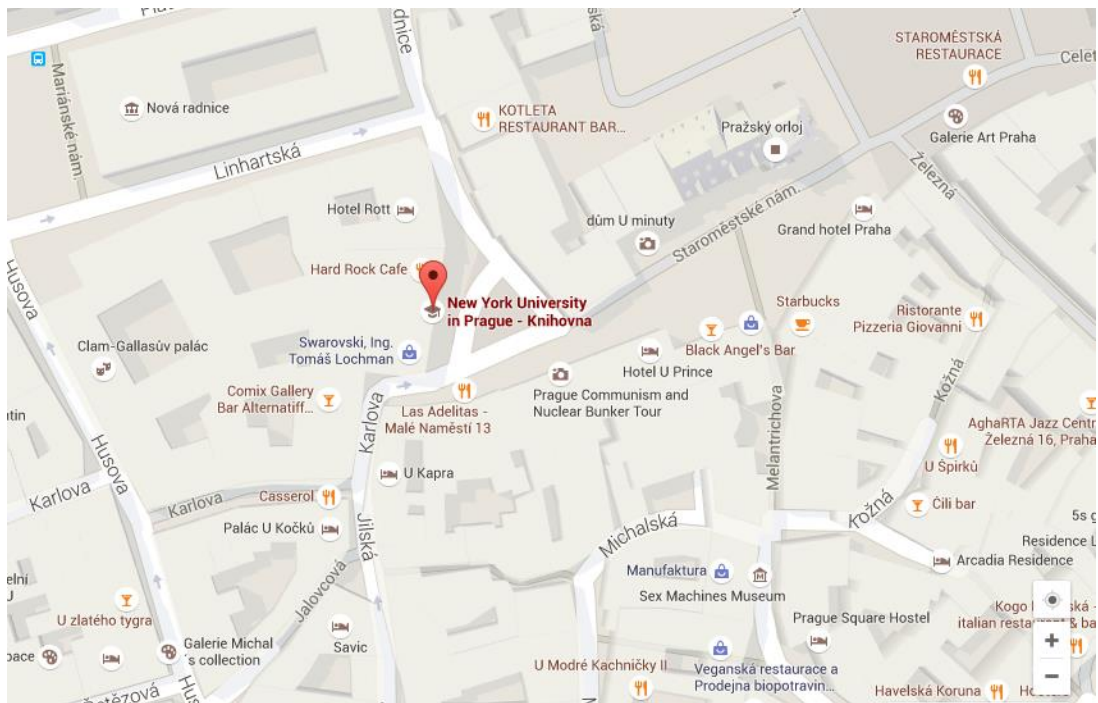 Mariánské nám.
Nová radnice
Linhartská
KOTLETA
RESTAURANT BAR...
STAROMĚSTSKÁ
RESTAURACE
Pražský orloj
Galerie Art Praha
Železná
Hotel Rott
dům U minuty
Staroměstské nám.
Grand hotel Praha
Husova
Hard Rock Cafe
New York University
in Prague - Knihovna
Starbucks
Ristorante
Pizzeria Giovanni
Clam-Gallasův palác
Swarovski, Ing.
Tomáš Lochman
Black Angel's Bar
Hotel U Prince
Comix Gallery
Bar Alternatiff...
Las Adelitas -
Malé Naměstí 13
Prague Communism and
Nuclear Bunker Tour
Kožná
Karlova
Melantrichova
AghaRTA Jazz Centr
Železná 16, Praha
Husova
U Kapra
U Špirků
Karlova
Karlova
Casserol
Čili bar
Palác U Kočků
Jilská
Michalská
Kožná
5s g
Residence L
Arcadia Residence
Jalovcová
Manufaktura
Sex Machines Museum
U zlatého tygra
Prague Square Hostel
italian restaurant & ba
Galerie Michal
's collection
Savic
U Modré Kachničky II
Veganská restaurace a
Prodejna biopotravin...
Havelská Koruna